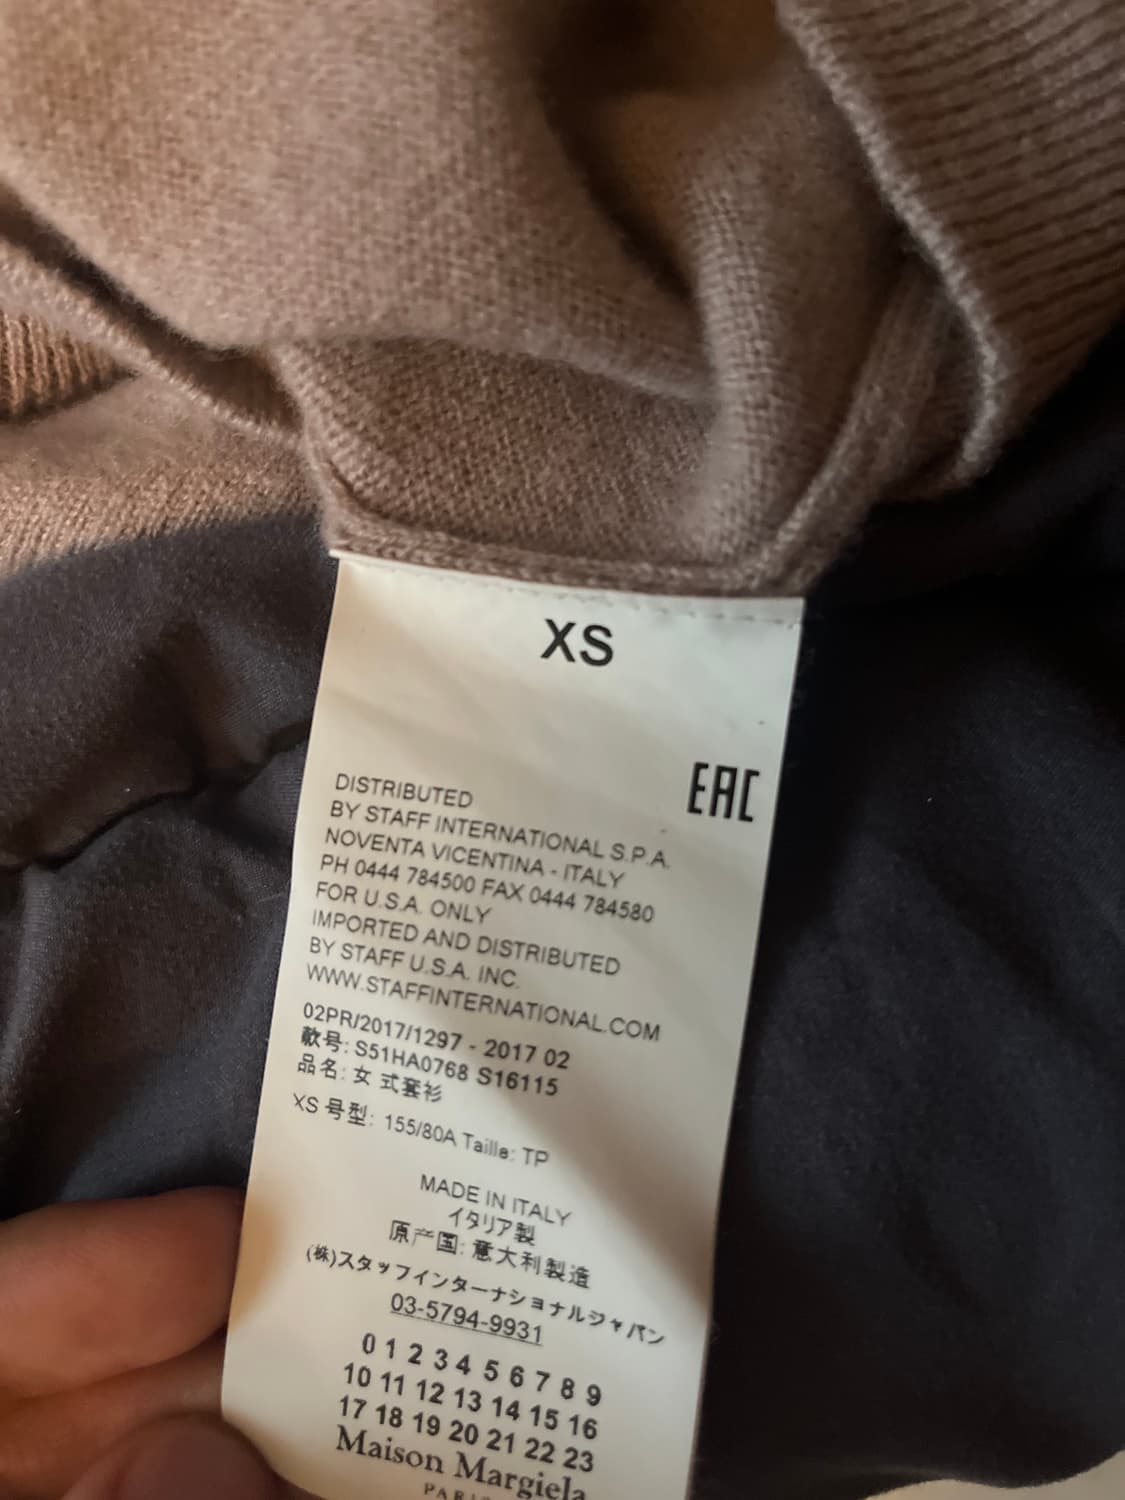 XS
EAC
DISTRIBUTED
BY STAFF INTERNATIONAL S.P.A.
NOVENTA VICENTINA - ITALY
PH 0444 784500 FAX 0444 784580
FOR U.S.A. ONLY
IMPORTED AND DISTRIBUTED
BY STAFF U.S.A. INC.
WWW.STAFFINTERNATIONAL.COM
02PR/2017/1297 - 2017 02
款号: S51HA0768 S16115
品名: 女 式套衫
XS 号型: 155/80A Taille: TP
MADE IN ITALY
イタリア製
原产国: 意大利製造
(株)スタッフインターナショナルジャパン
03-5794-9931
0 1 2 3 4 5 6 7 8 9
10 11 12 13 14 15 16
17 18 19 20 21 22 23
Maison Margiela
PARIS